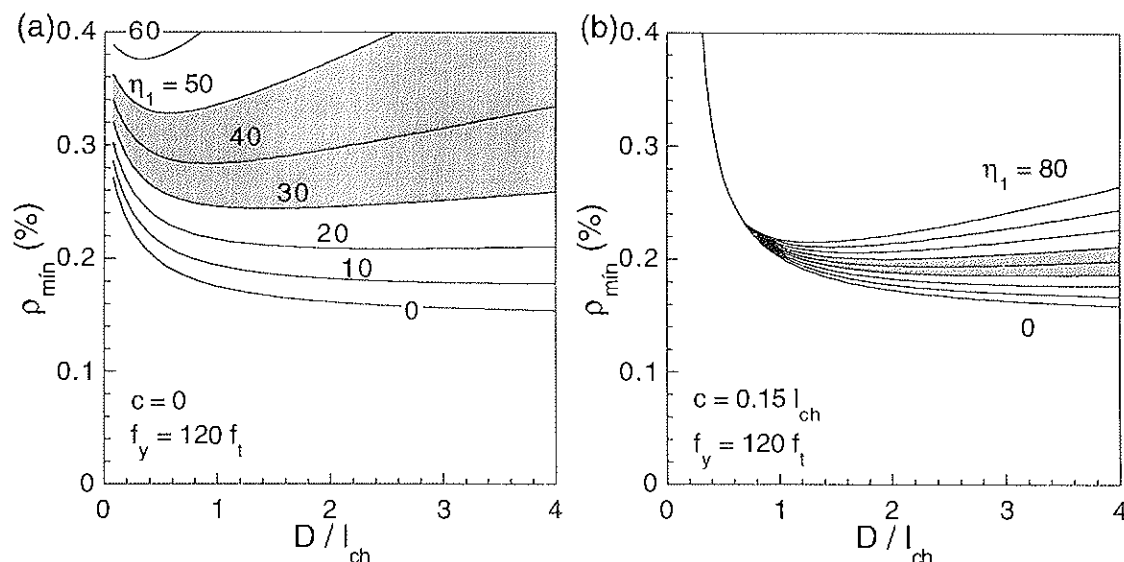 (a)
0.4
0.3
0.2
0.1
0
ρmín (%)
60
η1 = 50
40
30
20
10
0
c = 0
fy = 120 ft
0 1 2 3 4
D / lch
(b)
0.4
0.3
0.2
0.1
0
ρmín (%)
η1 = 80
0
c = 0.15 lch
fy = 120 ft
0 1 2 3 4
D / lch